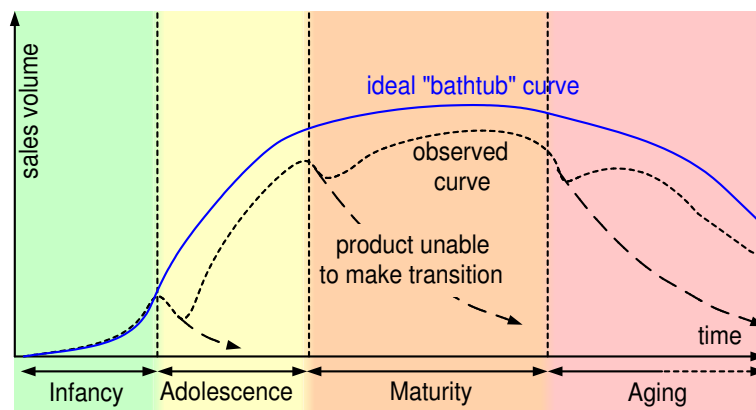 sales volume
ideal "bathtub" curve
observed
curve
product unable
to make transition
time
Infancy
Adolescence
Maturity
Aging